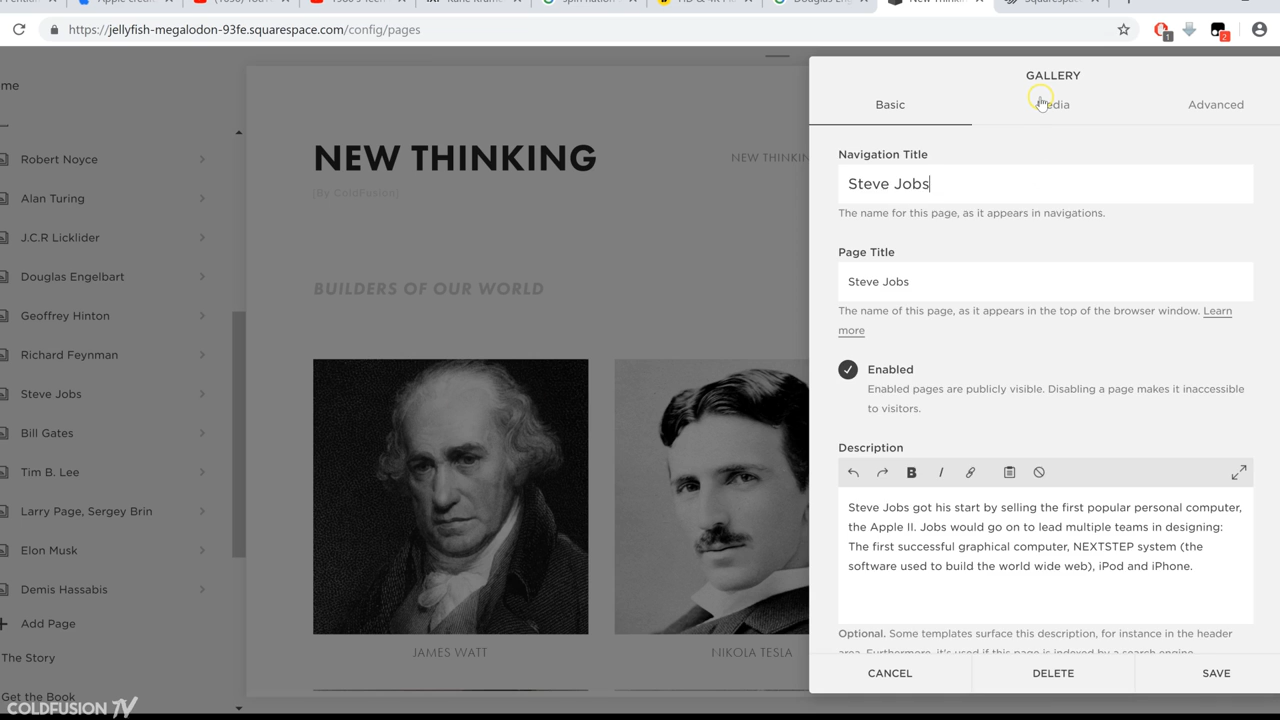 https://jellyfish-megalodon-93fe.squarespace.com/config/pages
1
2
me
Robert Noyce
Alan Turing
J.C.R Licklider
Douglas Engelbart
Geoffrey Hinton
Richard Feynman
Steve Jobs
Bill Gates
Tim B. Lee
Larry Page, Sergey Brin
Elon Musk
Demis Hassabis
Add Page
The Story
Get the Book
COLDFUSION TV
NEW THINKING
[By ColdFusion]
NEW THINKIN
BUILDERS OF OUR WORLD
JAMES WATT
NIKOLA TESLA
GALLERY
Basic
Advanced
Navigation Title
Steve Jobs
The name for this page, as it appears in navigations.
Page Title
Steve Jobs
The name of this page, as it appears in the top of the browser window. Learn
more
Enabled
Enabled pages are publicly visible. Disabling a page makes it inaccessible
to visitors.
Description
B I
Steve Jobs got his start by selling the first popular personal computer,
the Apple II. Jobs would go on to lead multiple teams in designing:
The first successful graphical computer, NEXTSTEP system (the
software used to build the world wide web), iPod and iPhone.
Optional. Some templates surface this description, for instance in the header
area. Furthermore, it's used if this page is indexed by a search engine.
CANCEL
DELETE
SAVE